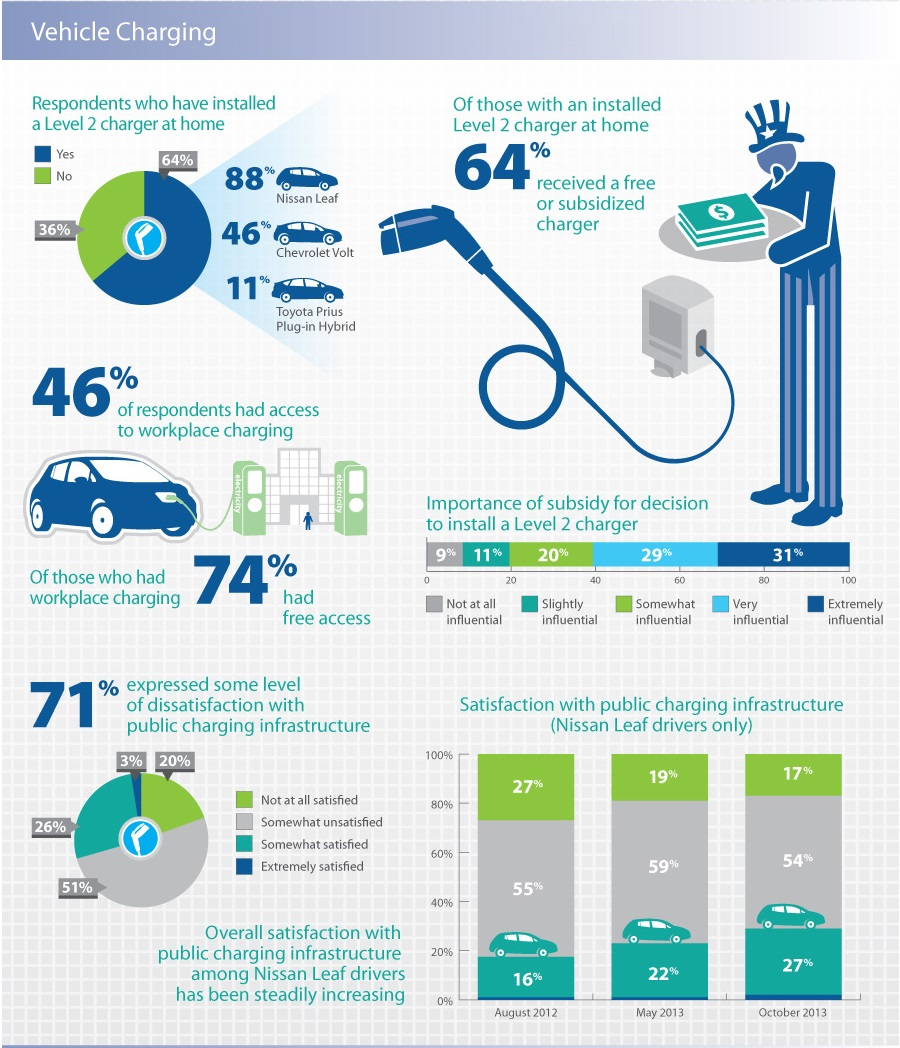 Vehicle Charging
Respondents who have installed
a Level 2 charger at home
Yes
No
64%
36%
88%
Nissan Leaf
46%
Chevrolet Volt
11%
Toyota Prius
Plug-in Hybrid
Of those with an installed
Level 2 charger at home
64%
received a free
or subsidized
charger
$
46%
of respondents had access
to workplace charging
electricity
electricity
Of those who had
workplace charging
74%
had
free access
Importance of subsidy for decision
to install a Level 2 charger
9% 11% 20% 29% 31%
0 20 40 60 80 100
Not at all
influential
Slightly
influential
Somewhat
influential
Very
influential
Extremely
influential
71%
expressed some level
of dissatisfaction with
public charging infrastructure
3% 20%
26%
51%
Not at all satisfied
Somewhat unsatisfied
Somewhat satisfied
Extremely satisfied
Overall satisfaction with
public charging infrastructure
among Nissan Leaf drivers
has been steadily increasing
Satisfaction with public charging infrastructure
(Nissan Leaf drivers only)
100%
80%
60%
40%
20%
0%
27%
55%
16%
August 2012
19%
59%
22%
May 2013
17%
54%
27%
October 2013